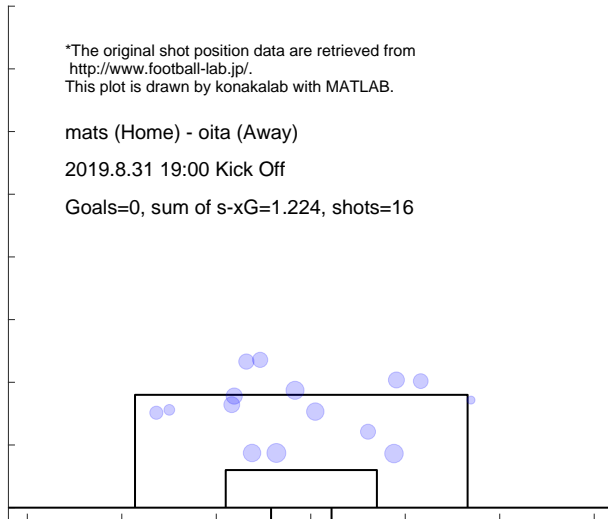 *The original shot position data are retrieved from
http://www.football-lab.jp/.
This plot is drawn by konakalab with MATLAB.
mats (Home) - oita (Away)
2019.8.31 19:00 Kick Off
Goals=0, sum of s-xG=1.224, shots=16